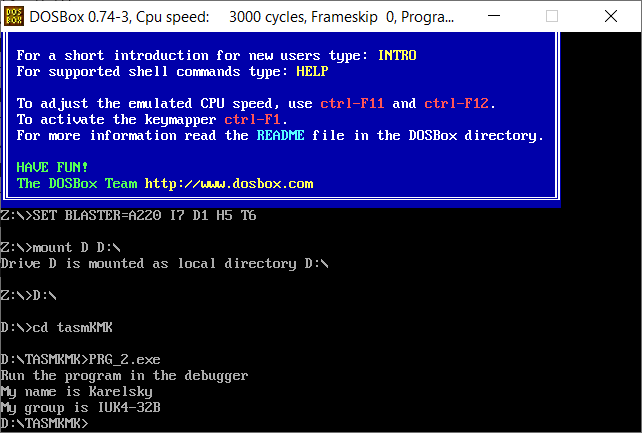 DOS
BOX
DOSBox 0.74-3, Cpu speed: 3000 cycles, Frameskip 0, Progra...
For a short introduction for new users type: INTRO
For supported shell commands type: HELP
To adjust the emulated CPU speed, use ctrl-F11 and ctrl-F12.
To activate the keymapper ctrl-F1.
For more information read the README file in the DOSBox directory.
HAVE FUN!
The DOSBox Team http://www.dosbox.com
Z:\>SET BLASTER=A220 I7 D1 H5 T6
Z:\>mount D D:\
Drive D is mounted as local directory D:\
Z:\>D:\
D:\>cd tasmKMK
D:\TASMKMK>PRG_2.exe
Run the program in the debugger
My name is Karelsky
My group is IUK4-32B
D:\TASMKMK>